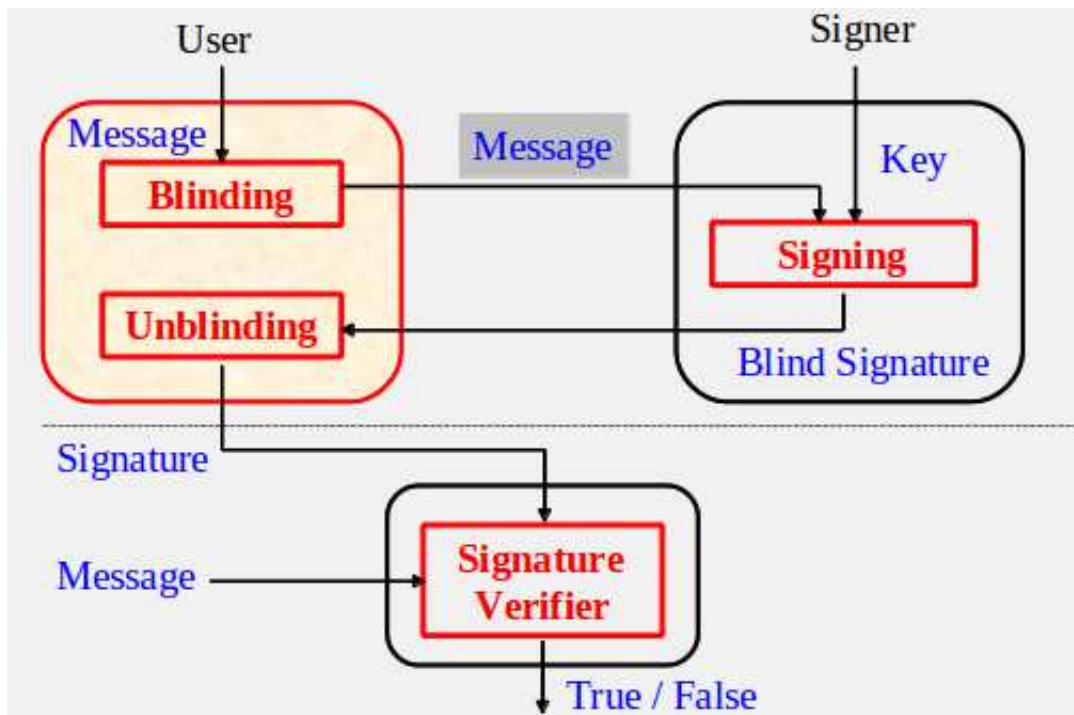 User
Signer
Message
Message
Key
Blinding
Signing
Unblinding
Blind Signature
Signature
Signature
Verifier
Message
True / False